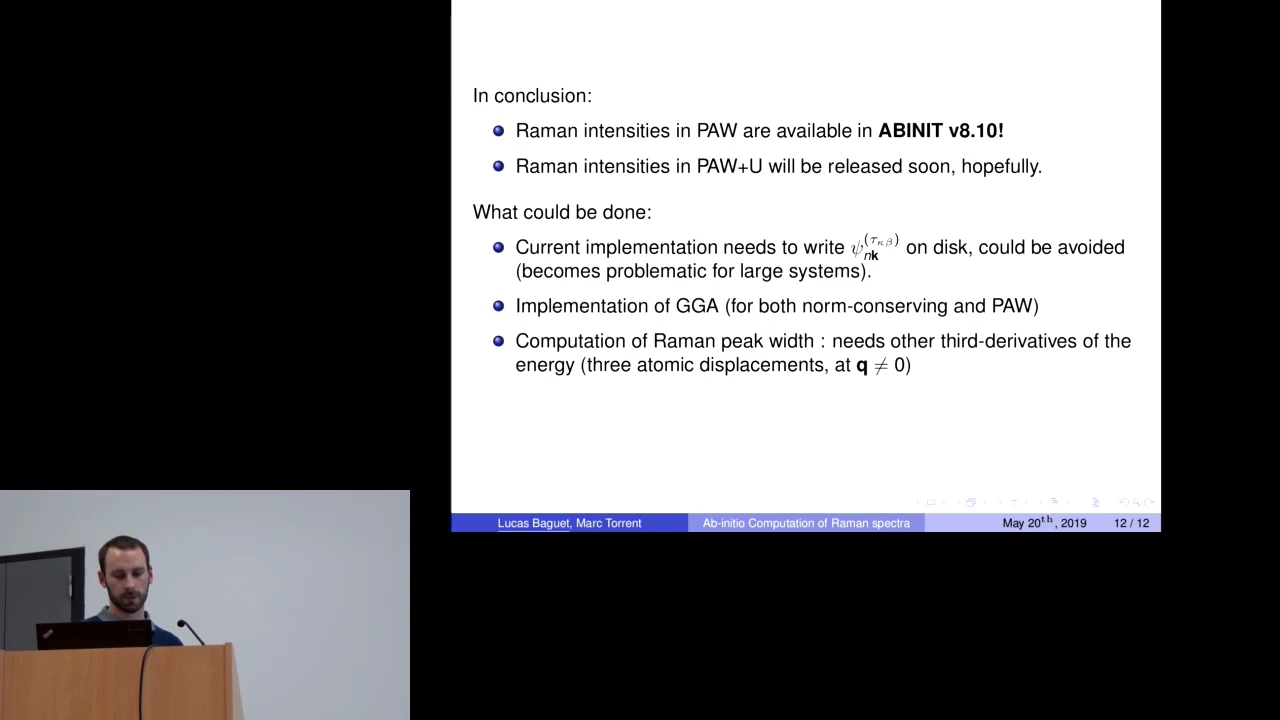 In conclusion:
Raman intensities in PAW are available in ABINIT v8.10!
Raman intensities in PAW+U will be released soon, hopefully.
What could be done:
Current implementation needs to write ψ_{nk}^{(τ_{κβ})} on disk, could be avoided
(becomes problematic for large systems).
Implementation of GGA (for both norm-conserving and PAW)
Computation of Raman peak width : needs other third-derivatives of the
energy (three atomic displacements, at q ≠ 0)
Lucas Baguet, Marc Torrent Ab-initio Computation of Raman spectra May 20th, 2019 12 / 12